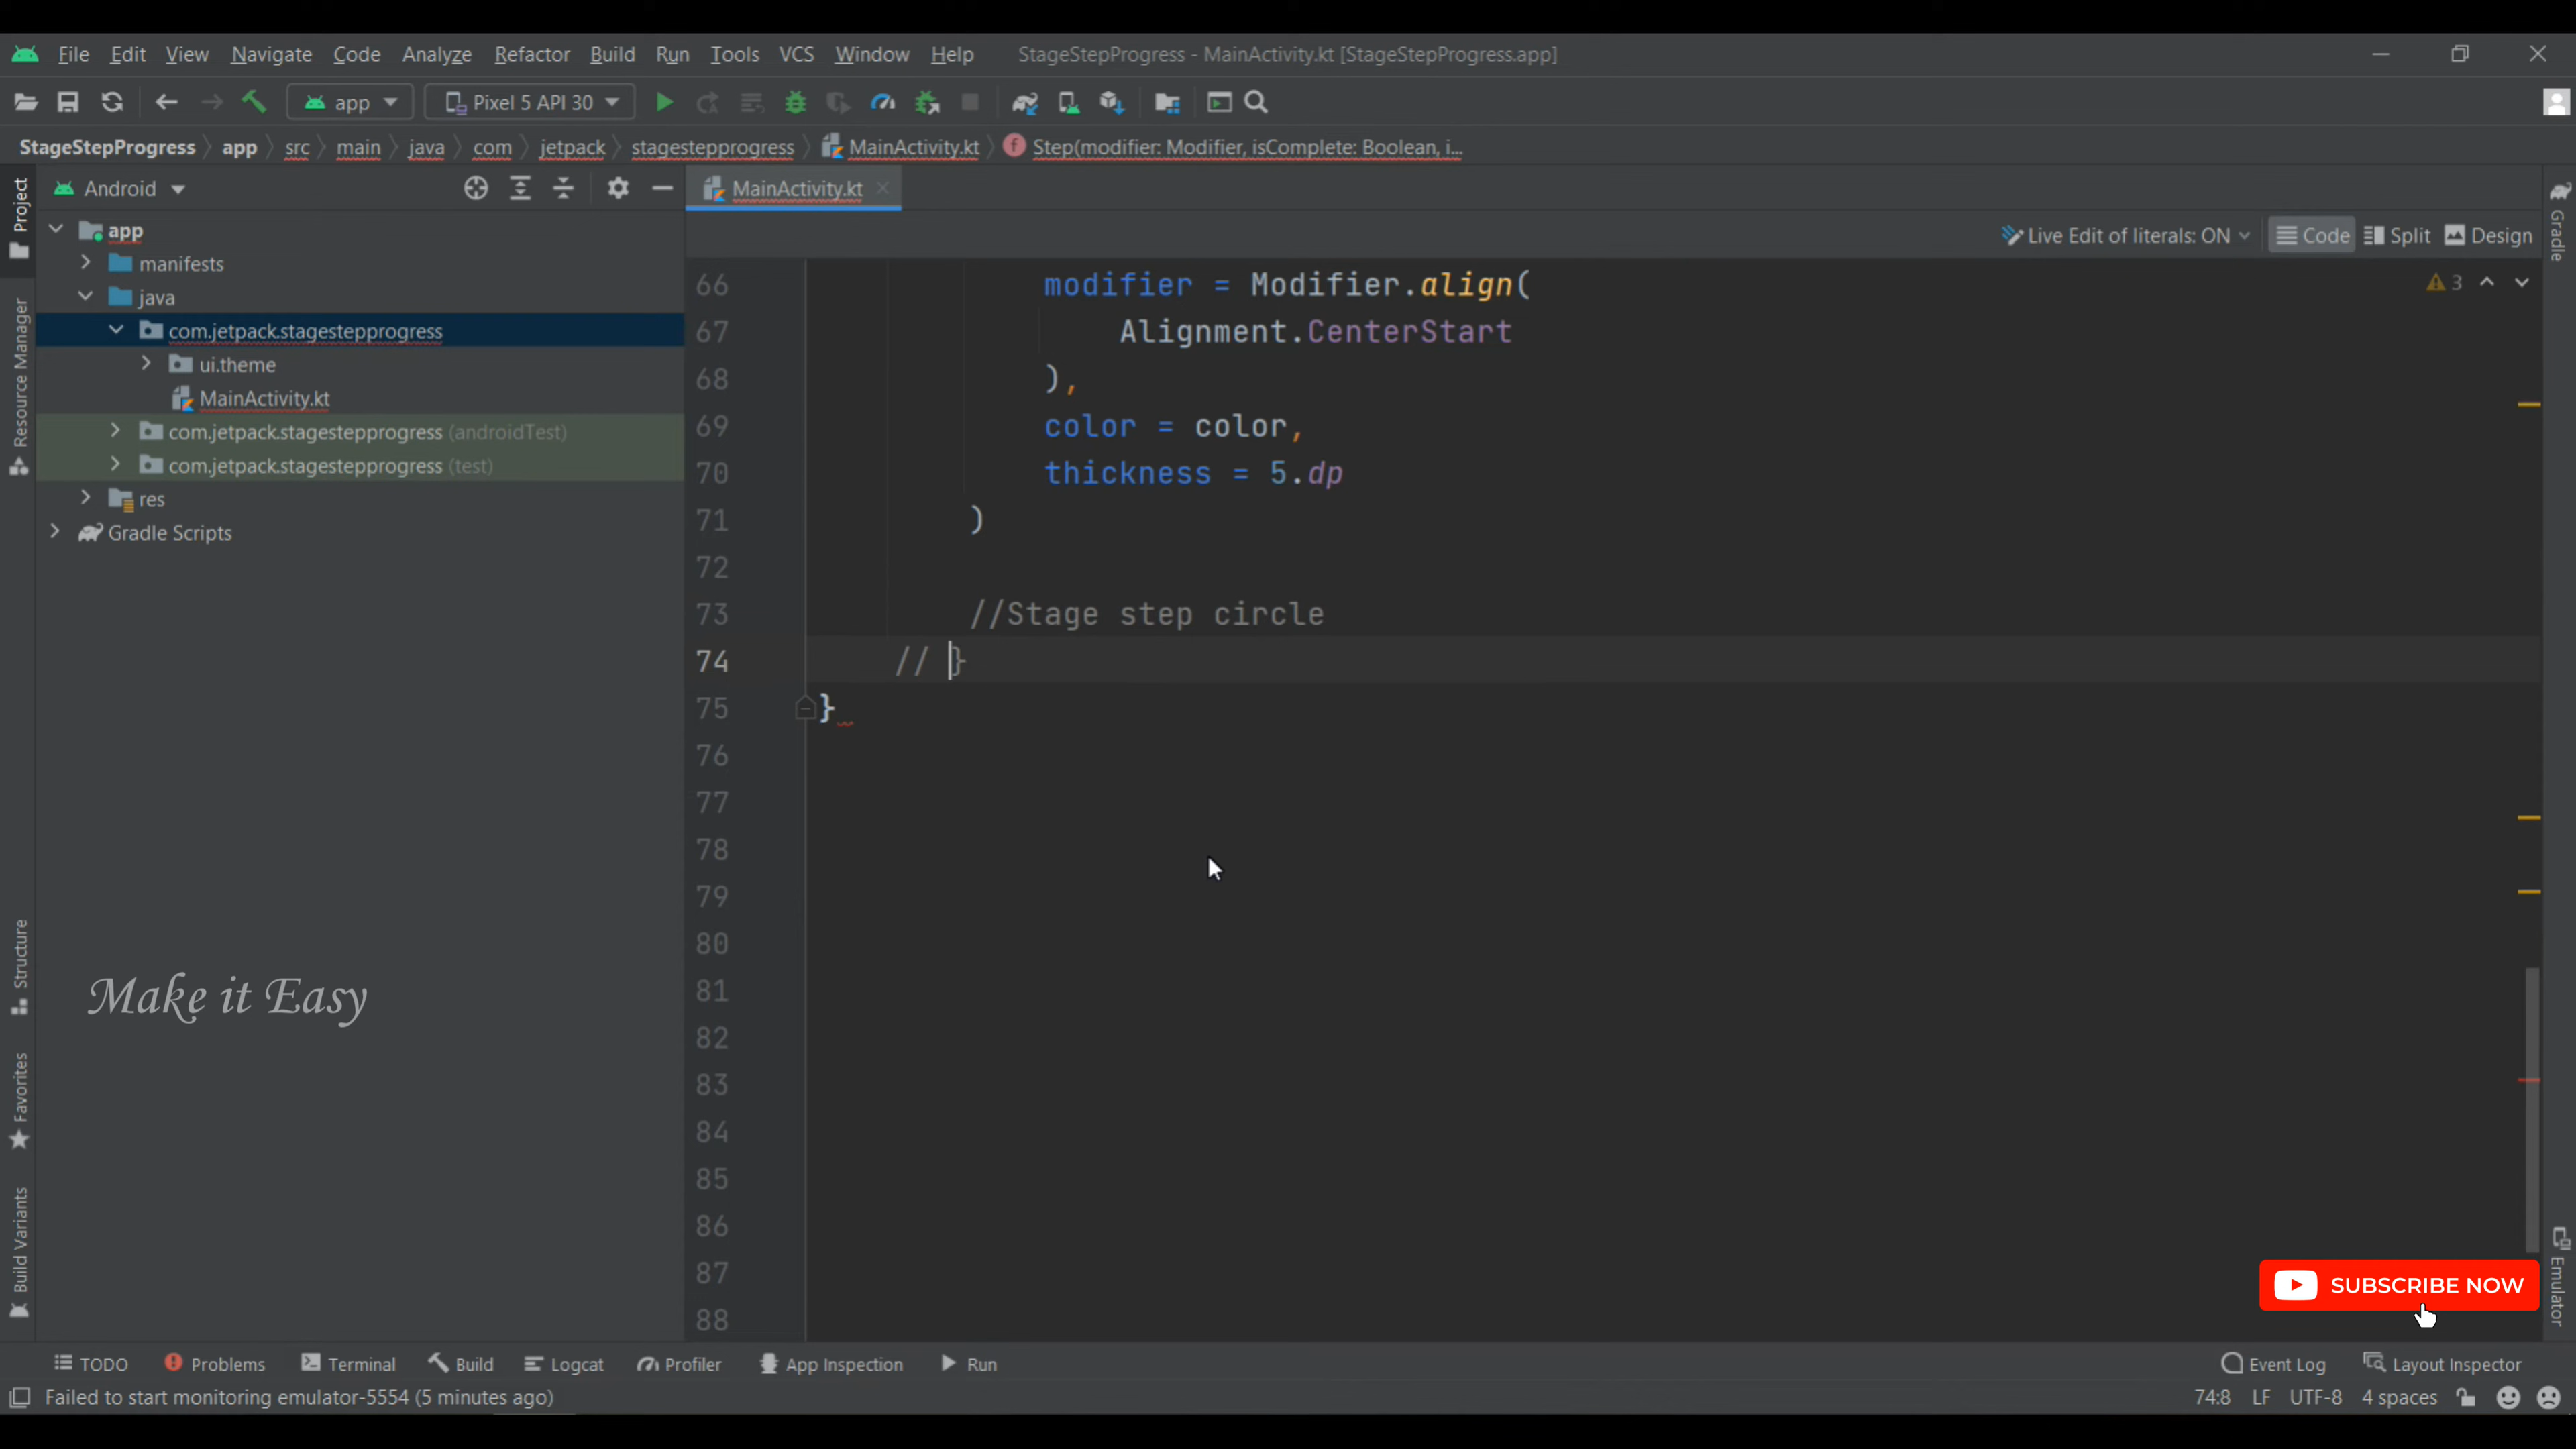 File Edit View Navigate Code Analyze Refactor Build Run Tools VCS Window Help StageStepProgress - MainActivity.kt [StageStepProgress.app]
app Pixel 5 API 30
StageStepProgress app src main java com jetpack stagestepprogress MainActivity.kt Step(modifier: Modifier, isComplete: Boolean, i...
Project
Android
MainActivity.kt
Gradle
app
Live Edit of literals: ON Code Split Design
manifests
java
com.jetpack.stagestepprogress
ui.theme
MainActivity.kt
com.jetpack.stagestepprogress (androidTest)
com.jetpack.stagestepprogress (test)
res
Gradle Scripts
Resource Manager
Structure
Favorites
Build Variants
Make it Easy
3
66 modifier = Modifier.align(
67 Alignment.CenterStart
68 ),
69 color = color,
70 thickness = 5.dp
71 )
72
73 //Stage step circle
74 // }
75 }
76
77
78
79
80
81
82
83
84
85
86
87
88
SUBSCRIBE NOW
Emulator
TODO Problems Terminal Build Logcat Profiler App Inspection Run Event Log Layout Inspector
Failed to start monitoring emulator-5554 (5 minutes ago) 74:8 LF UTF-8 4 spaces